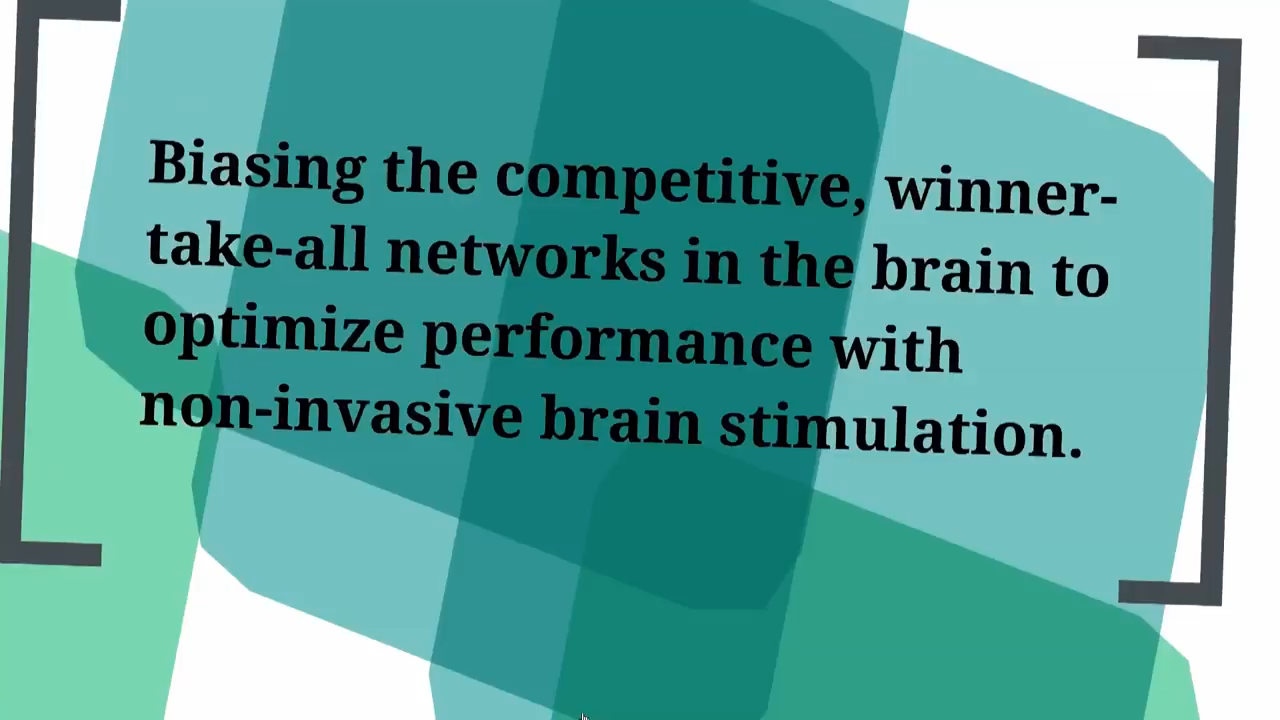 Biasing the competitive, winner-
take-all networks in the brain to
optimize performance with
non-invasive brain stimulation.